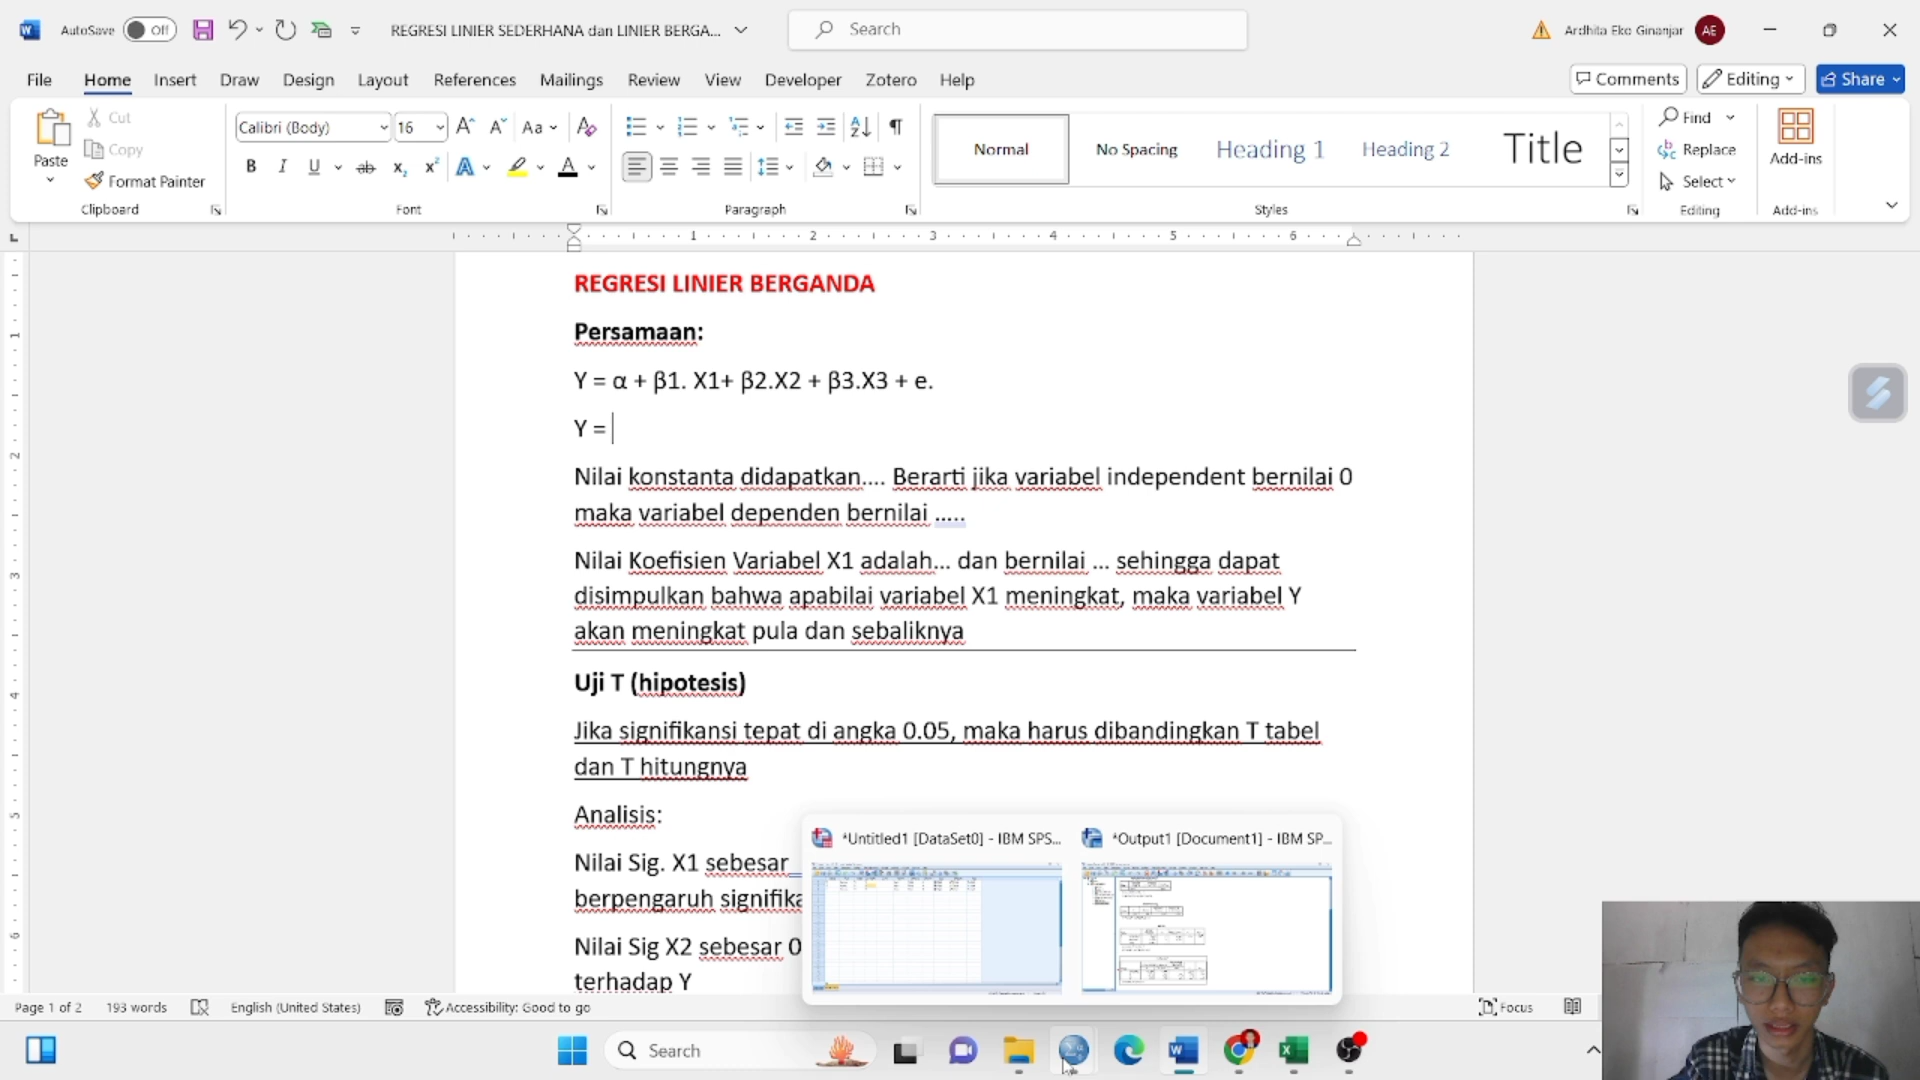 AutoSave Off REGRESI LINIER SEDERHANA dan LINIER BERGA... Search Ardhita Eko Ginanjar AE
File Home Insert Draw Design Layout References Mailings Review View Developer Zotero Help Comments Editing Share
Paste Cut Copy Format Painter Clipboard
Calibri (Body) 16 Font
Paragraph
Normal No Spacing Heading 1 Heading 2 Title Styles
Find Replace Select Editing
Add-ins Add-ins
1 2 3 4 5 6
REGRESI LINIER BERGANDA
Persamaan:
Y = α + β1. X1+ β2.X2 + β3.X3 + e.
Y =
Nilai konstanta didapatkan.... Berarti jika variabel independent bernilai 0
maka variabel dependen bernilai .....
Nilai Koefisien Variabel X1 adalah... dan bernilai ... sehingga dapat
disimpulkan bahwa apabilai variabel X1 meningkat, maka variabel Y
akan meningkat pula dan sebaliknya
Uji T (hipotesis)
Jika signifikansi tepat di angka 0.05, maka harus dibandingkan T tabel
dan T hitungnya
Analisis:
Nilai Sig. X1 sebesar
berpengaruh signifika
Nilai Sig X2 sebesar 0
terhadap Y
*Untitled1 [DataSet0] - IBM SPS...
*Output1 [Document1] - IBM SP...
Page 1 of 2 193 words English (United States) Accessibility: Good to go Focus
Search